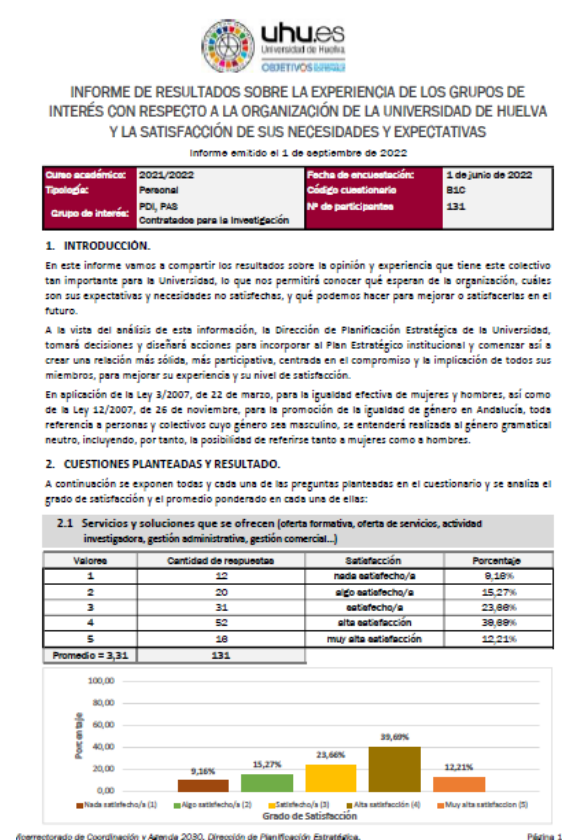 uhu.es
Universidad de Huelva
OBJETIVOS
INFORME DE RESULTADOS SOBRE LA EXPERIENCIA DE LOS GRUPOS DE
INTERÉS CON RESPECTO A LA ORGANIZACIÓN DE LA UNIVERSIDAD DE HUELVA
Y LA SATISFACCIÓN DE SUS NECESIDADES Y EXPECTATIVAS
Informe emitido el 1 de septiembre de 2022
Curso académico: 2021/2022 Fecha de encuestación: 1 de junio de 2022
Tipología: Personal Código cuestionario B1C
Grupo de interés: PDI, PAS Nº de participantes 131
Contratados para la Investigación
1. INTRODUCCIÓN.
En este informe vamos a compartir los resultados sobre la opinión y experiencia que tiene este colectivo
tan importante para la Universidad, lo que nos permitirá conocer qué esperan de la organización, cuáles
son sus expectativas y necesidades no satisfechas, y qué podemos hacer para mejorar o satisfacerlas en el
futuro.
A la vista del análisis de esta información, la Dirección de Planificación Estratégica de la Universidad,
tomará decisiones y diseñará acciones para incorporar al Plan Estratégico institucional y comenzar así a
crear una relación más sólida, más participativa, centrada en el compromiso y la implicación de todos sus
miembros, para mejorar su experiencia y su nivel de satisfacción.
En aplicación de la Ley 3/2007, de 22 de marzo, para la igualdad efectiva de mujeres y hombres, así como
de la Ley 12/2007, de 26 de noviembre, para la promoción de la igualdad de género en Andalucía, toda
referencia a personas y colectivos cuyo género sea masculino, se entenderá realizada al género gramatical
neutro, incluyendo, por tanto, la posibilidad de referirse tanto a mujeres como a hombres.
2. CUESTIONES PLANTEADAS Y RESULTADO.
A continuación se exponen todas y cada una de las preguntas planteadas en el cuestionario y se analiza el
grado de satisfacción y el promedio ponderado en cada una de ellas:
2.1 Servicios y soluciones que se ofrecen (oferta formativa, oferta de servicios, actividad
investigadora, gestión administrativa, gestión comercial...)
Valores Cantidad de respuestas Satisfacción Porcentaje
1 12 nada satisfecho/a 9,16%
2 20 algo satisfecho/a 15,27%
3 31 satisfecho/a 23,66%
4 52 alta satisfacción 39,69%
5 16 muy alta satisfacción 12,21%
Promedio = 3,31 131
100,00
80,00
60,00
40,00
20,00
0,00
Porcentaje
9,16%
15,27%
23,66%
39,69%
12,21%
Nada satisfecho/a (1) Algo satisfecho/a (2) Satisfecho/a (3) Alta satisfacción (4) Muy alta satisfaccion (5)
Grado de Satisfacción
Vicerrectorado de Coordinación y Agenda 2030. Dirección de Planificación Estratégica. Página 1